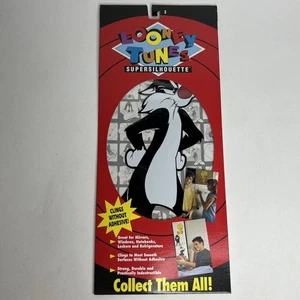 LOONEY
TUNES
SUPERSILHOUETTE™
CLINGS
WITHOUT
ADHESIVE!
Great for Mirrors,
Windows, Notebooks,
Lockers and Refrigerators
Clings to Most Smooth
Surfaces Without Adhesive
Strong, Durable and
Practically Indestructible
Collect Them All!